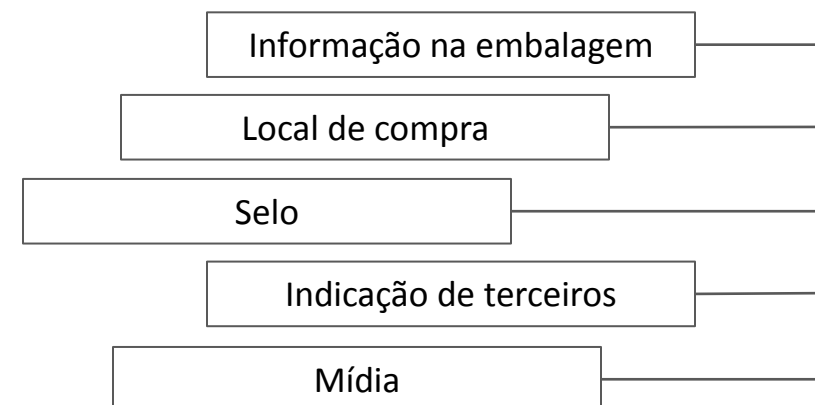 Informação na embalagem
Local de compra
Selo
Indicação de terceiros
Mídia